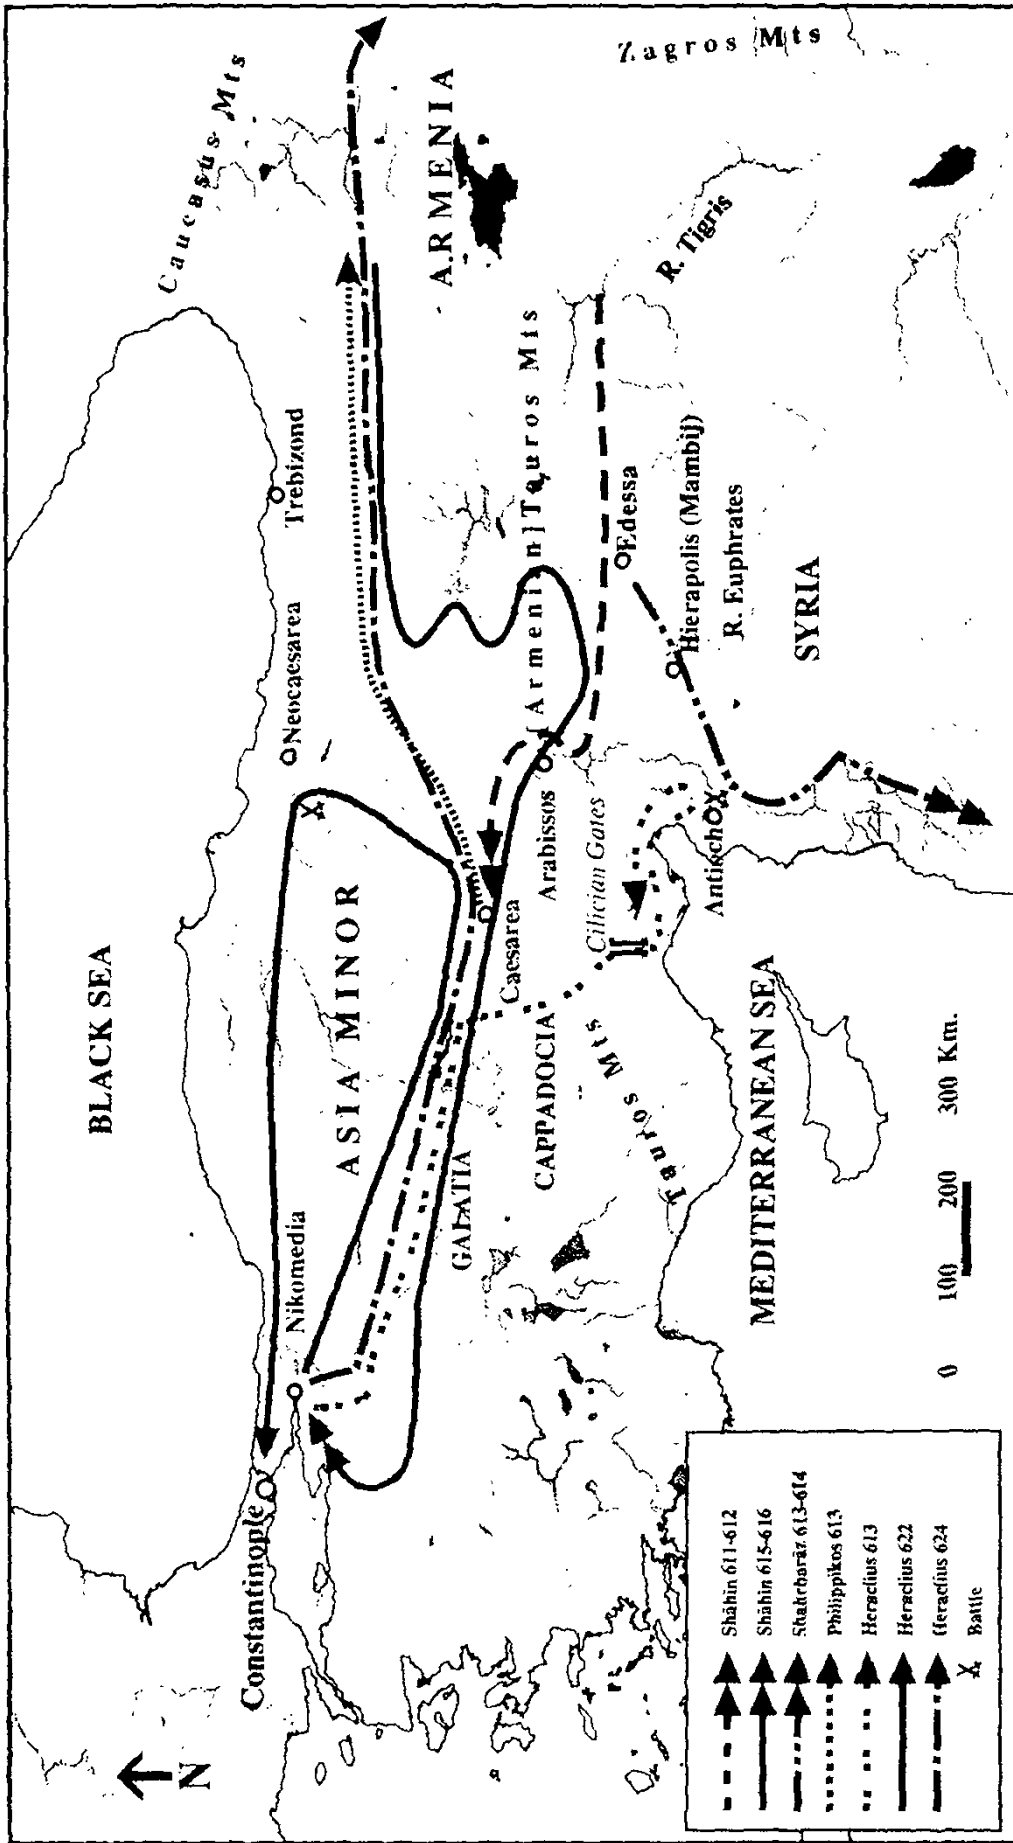 BLACK SEA
Caucasus Mts
Constantinople
Nikomedia
Neocaesarea
Trebizond
ASIA MINOR
ARMENIA
GALATIA
Caesarea
CAPPADOCIA
Arabissos
[Armenian] Tauros Mts
Zagros Mts
Cilician Gates
Tauros Mts
Edessa
R. Tigris
Hierapolis (Mambij)
R. Euphrates
Antioch
SYRIA
MEDITERRANEAN SEA
N
0 100 200 300 Km.
Shāhin 611-612
Shāhin 615-616
Shahrbarāz 613-614
Philippikos 613
Heraclius 613
Heraclius 622
Heraclius 624
Battle